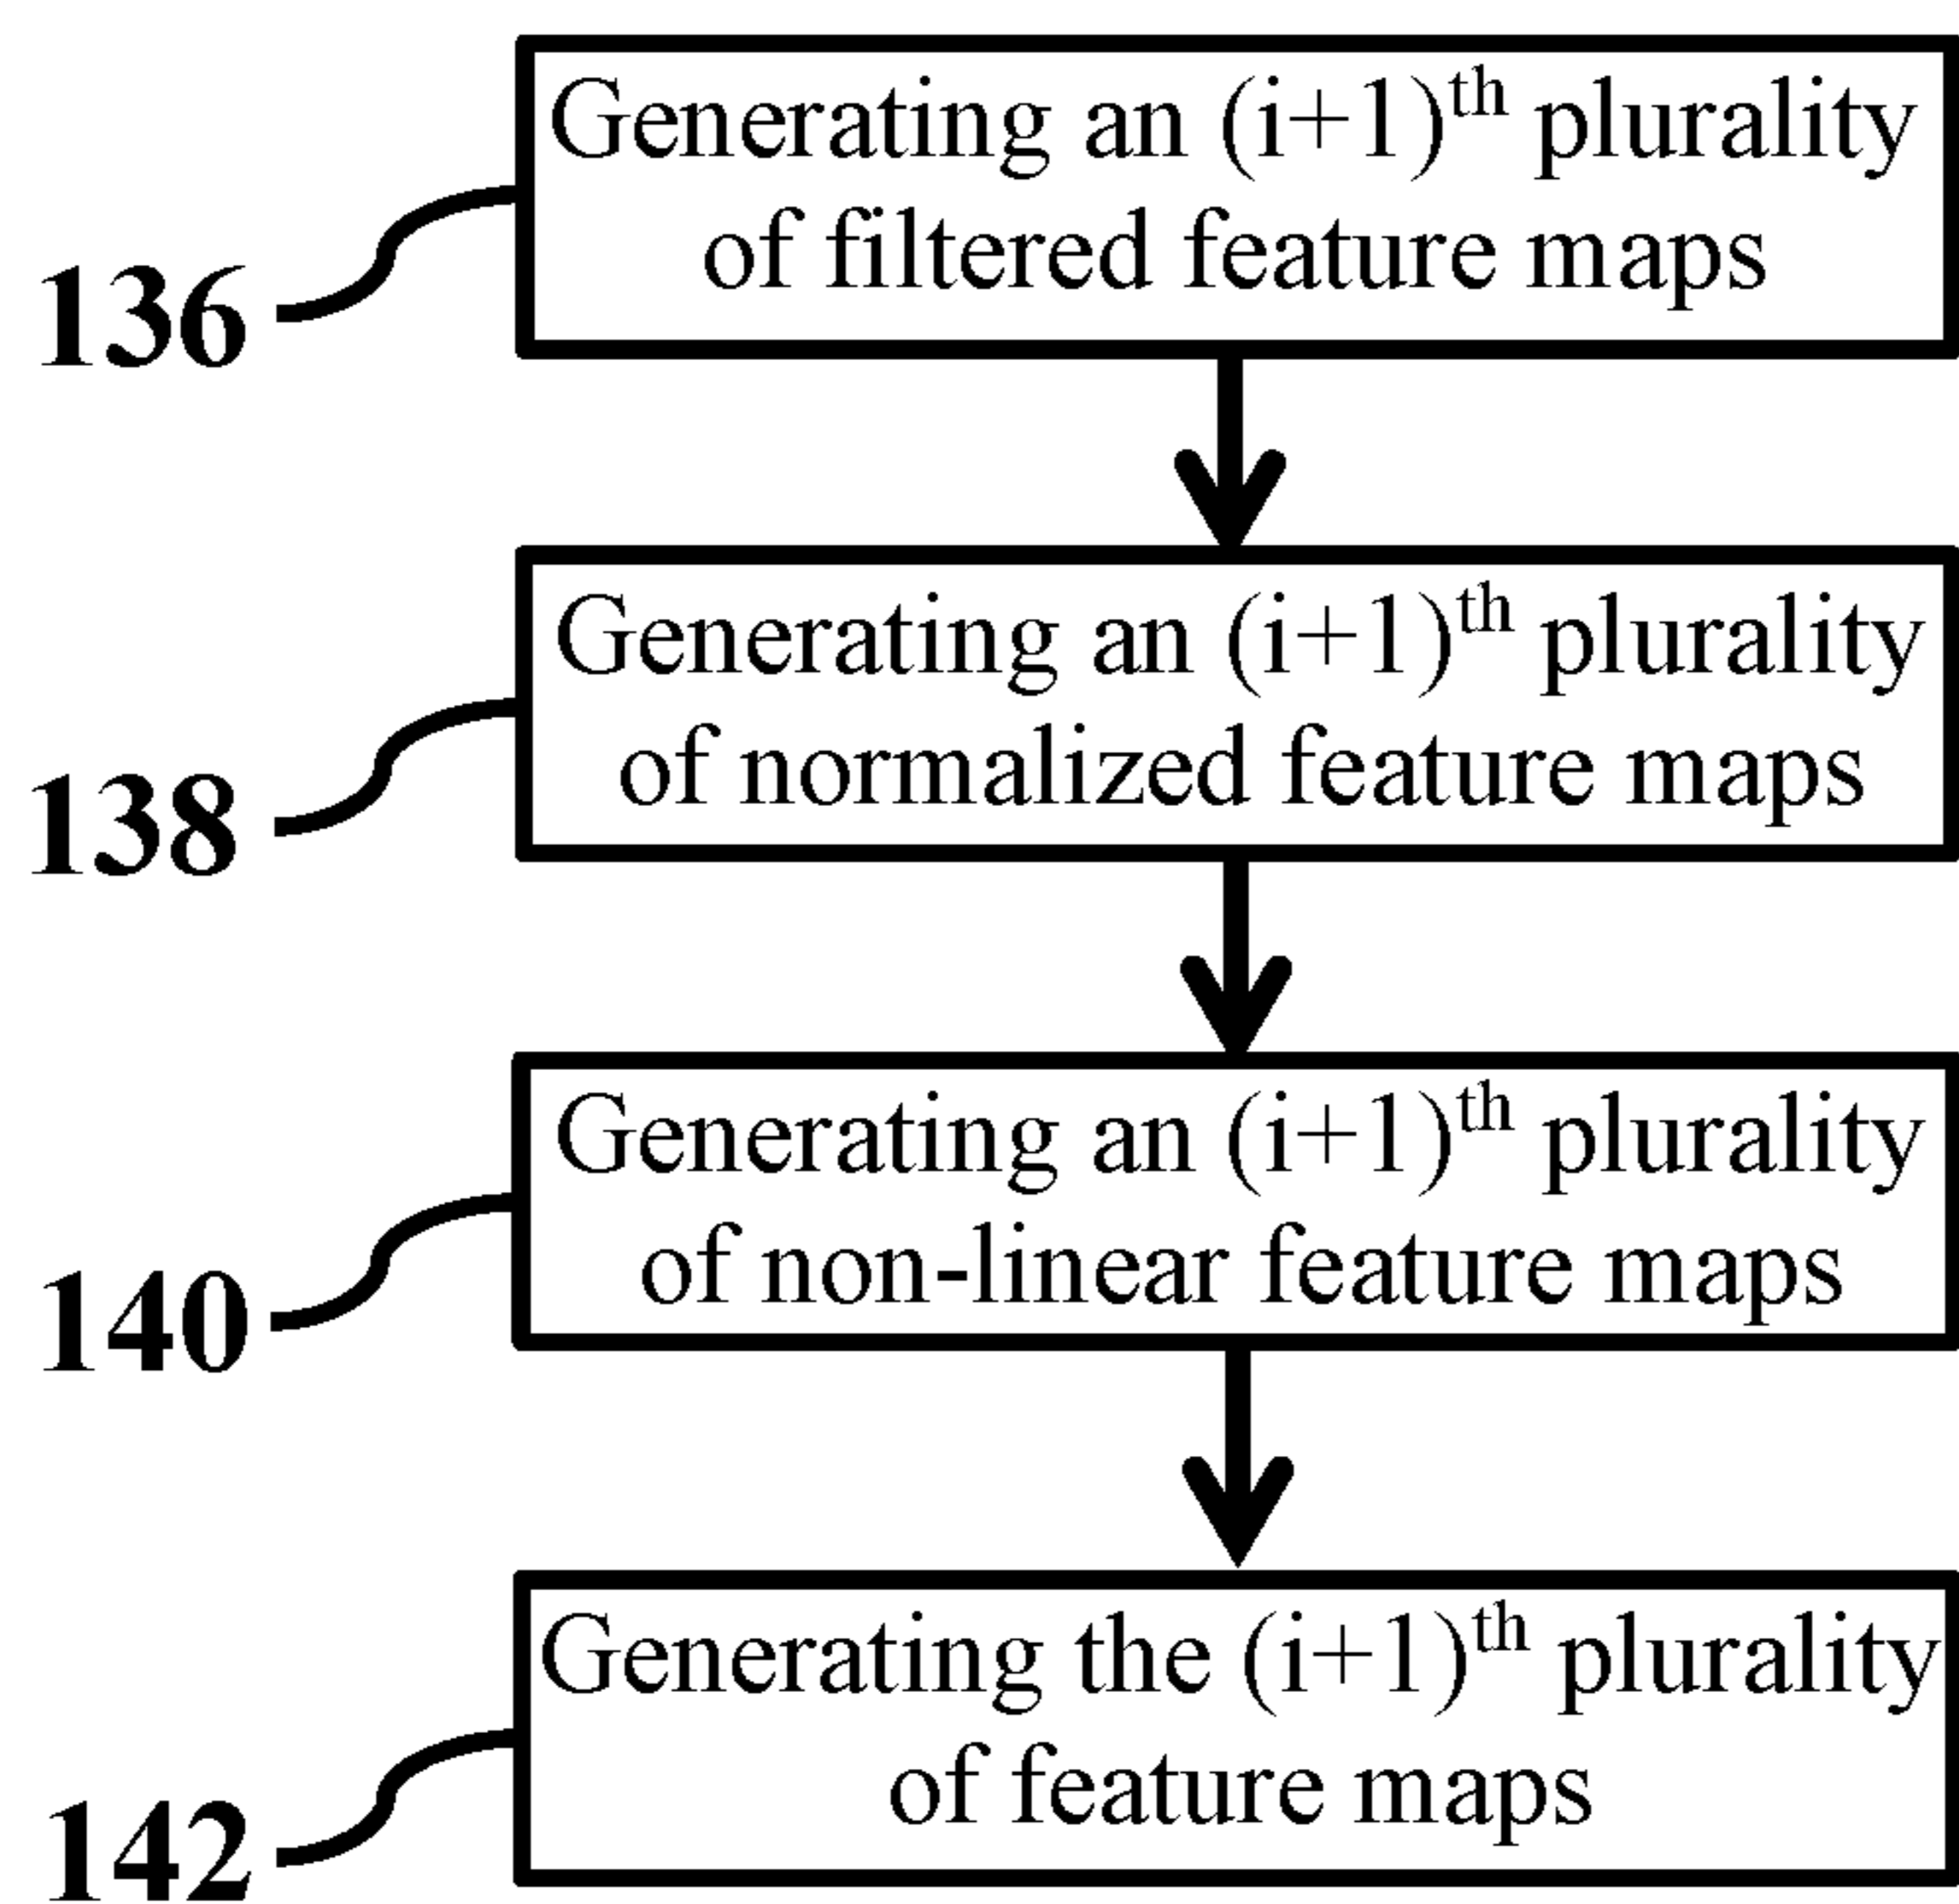 Generating an (i+1)th plurality
of filtered feature maps
136
Generating an (i+1)th plurality
of normalized feature maps
138
Generating an (i+1)th plurality
of non-linear feature maps
140
Generating the (i+1)th plurality
of feature maps
142